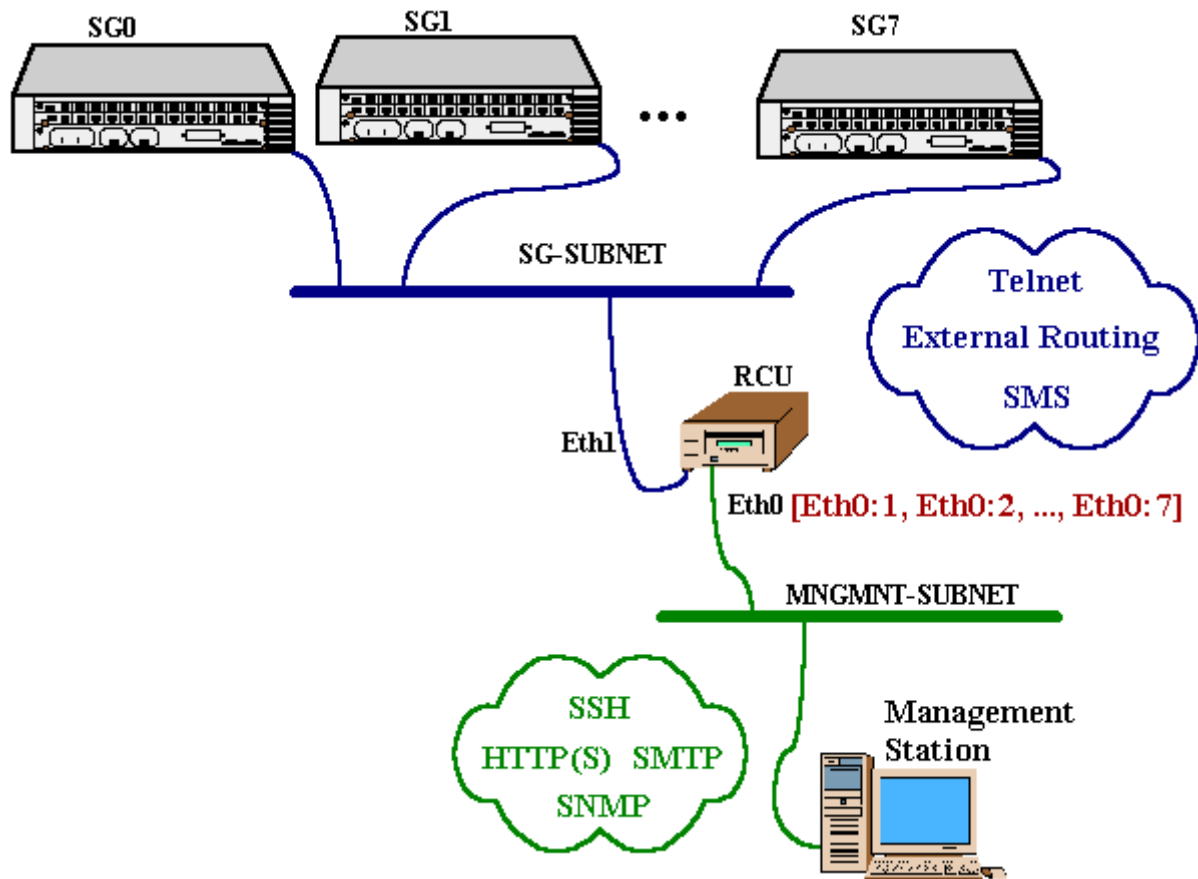 SG0
SG1
SG7
...
SG-SUBNET
Telnet
External Routing
SMS
RCU
Eth1
Eth0 [Eth0:1, Eth0:2, ..., Eth0:7]
MNGMNT-SUBNET
SSH
HTTP(S) SMTP
SNMP
Management
Station